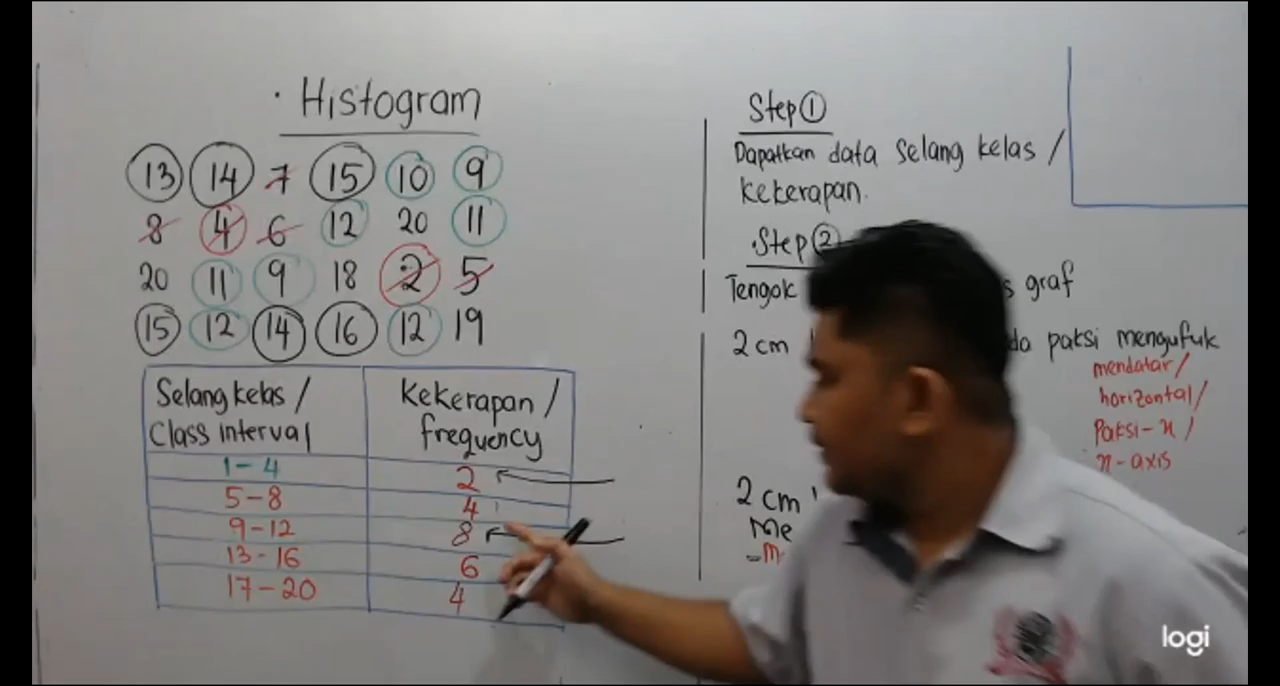 Histogram
13 14 7 15 10 9
8 4 6 12 20 11
20 11 9 18 2 5
15 12 14 16 12 19
Selang kelas / Kekerapan /
Class interval frequency
1-4 2
5-8 4
9-12 8
13-16 6
17-20 4
Step 1
Dapatkan data selang kelas /
kekerapan.
Step 2
Tengok graf
2 cm paksi mengufuk
mendatar/
horizontal/
Paksi-x/
x-axis
2 cm
Me
logi